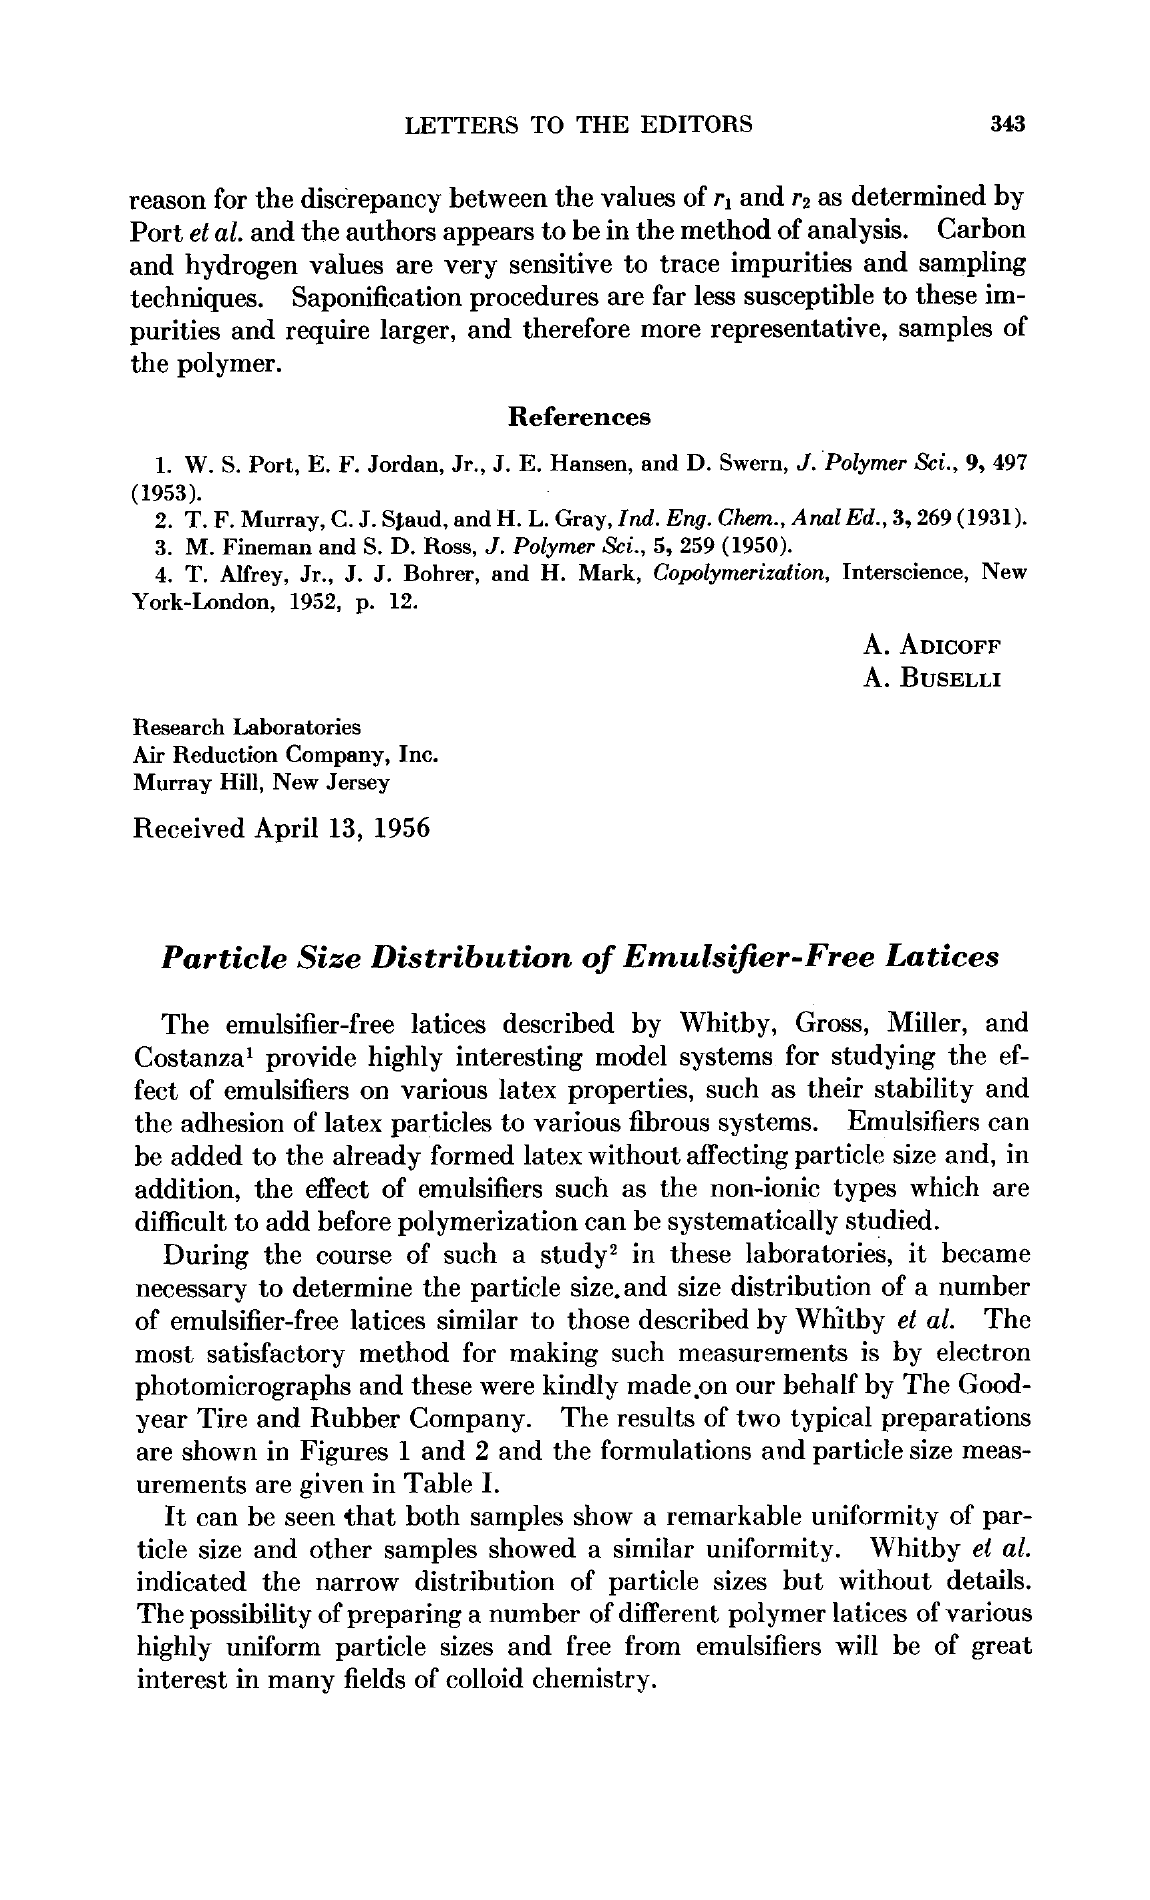 LETTERS TO THE EDITORS 343
reason for the discrepancy between the values of r₁ and r₂ as determined by
Port et al. and the authors appears to be in the method of analysis. Carbon
and hydrogen values are very sensitive to trace impurities and sampling
techniques. Saponification procedures are far less susceptible to these im-
purities and require larger, and therefore more representative, samples of
the polymer.
References
1. W. S. Port, E. F. Jordan, Jr., J. E. Hansen, and D. Swern, J. Polymer Sci., 9, 497
(1953).
2. T. F. Murray, C. J. Staud, and H. L. Gray, Ind. Eng. Chem., Anal Ed., 3, 269 (1931).
3. M. Fineman and S. D. Ross, J. Polymer Sci., 5, 259 (1950).
4. T. Alfrey, Jr., J. J. Bohrer, and H. Mark, Copolymerization, Interscience, New
York-London, 1952, p. 12.
A. ADICOFF
A. BUSELLI
Research Laboratories
Air Reduction Company, Inc.
Murray Hill, New Jersey
Received April 13, 1956
Particle Size Distribution of Emulsifier-Free Latices
The emulsifier-free latices described by Whitby, Gross, Miller, and
Costanza¹ provide highly interesting model systems for studying the ef-
fect of emulsifiers on various latex properties, such as their stability and
the adhesion of latex particles to various fibrous systems. Emulsifiers can
be added to the already formed latex without affecting particle size and, in
addition, the effect of emulsifiers such as the non-ionic types which are
difficult to add before polymerization can be systematically studied.
During the course of such a study² in these laboratories, it became
necessary to determine the particle size and size distribution of a number
of emulsifier-free latices similar to those described by Whitby et al. The
most satisfactory method for making such measurements is by electron
photomicrographs and these were kindly made on our behalf by The Good-
year Tire and Rubber Company. The results of two typical preparations
are shown in Figures 1 and 2 and the formulations and particle size meas-
urements are given in Table I.
It can be seen that both samples show a remarkable uniformity of par-
ticle size and other samples showed a similar uniformity. Whitby et al.
indicated the narrow distribution of particle sizes but without details.
The possibility of preparing a number of different polymer latices of various
highly uniform particle sizes and free from emulsifiers will be of great
interest in many fields of colloid chemistry.